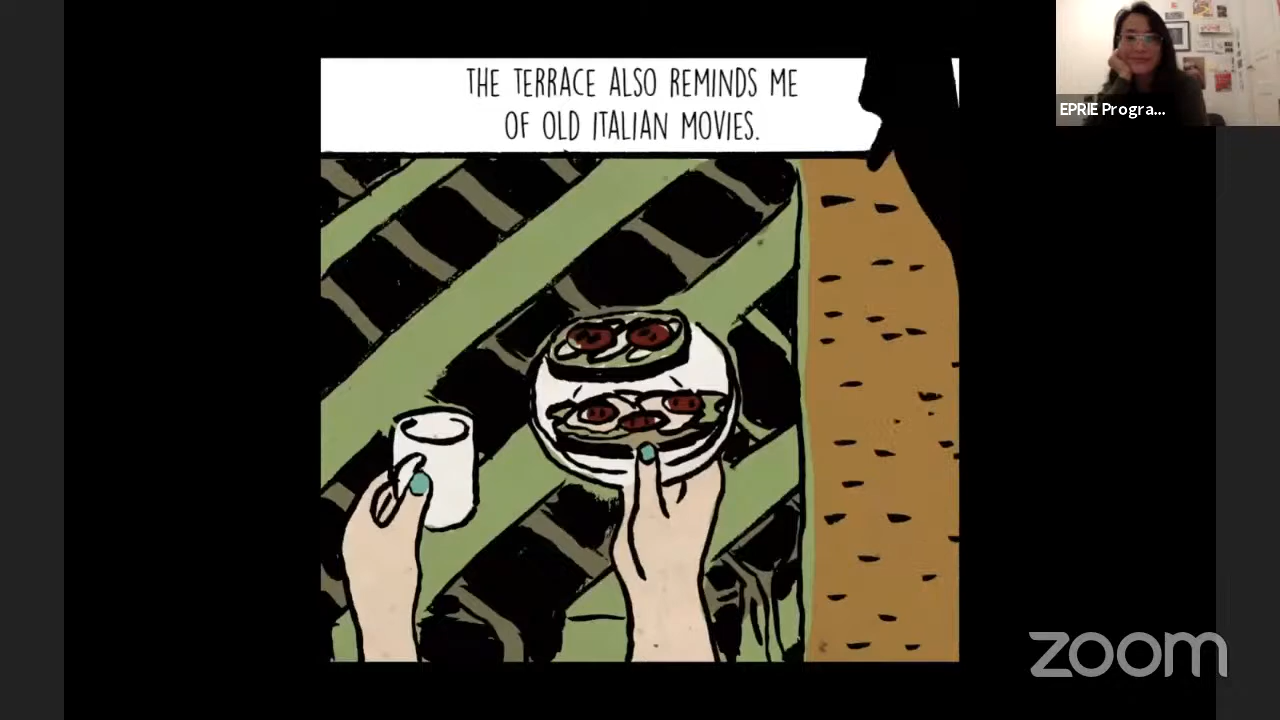 THE TERRACE ALSO REMINDS ME
OF OLD ITALIAN MOVIES.
EPRIE Progra...
zoom